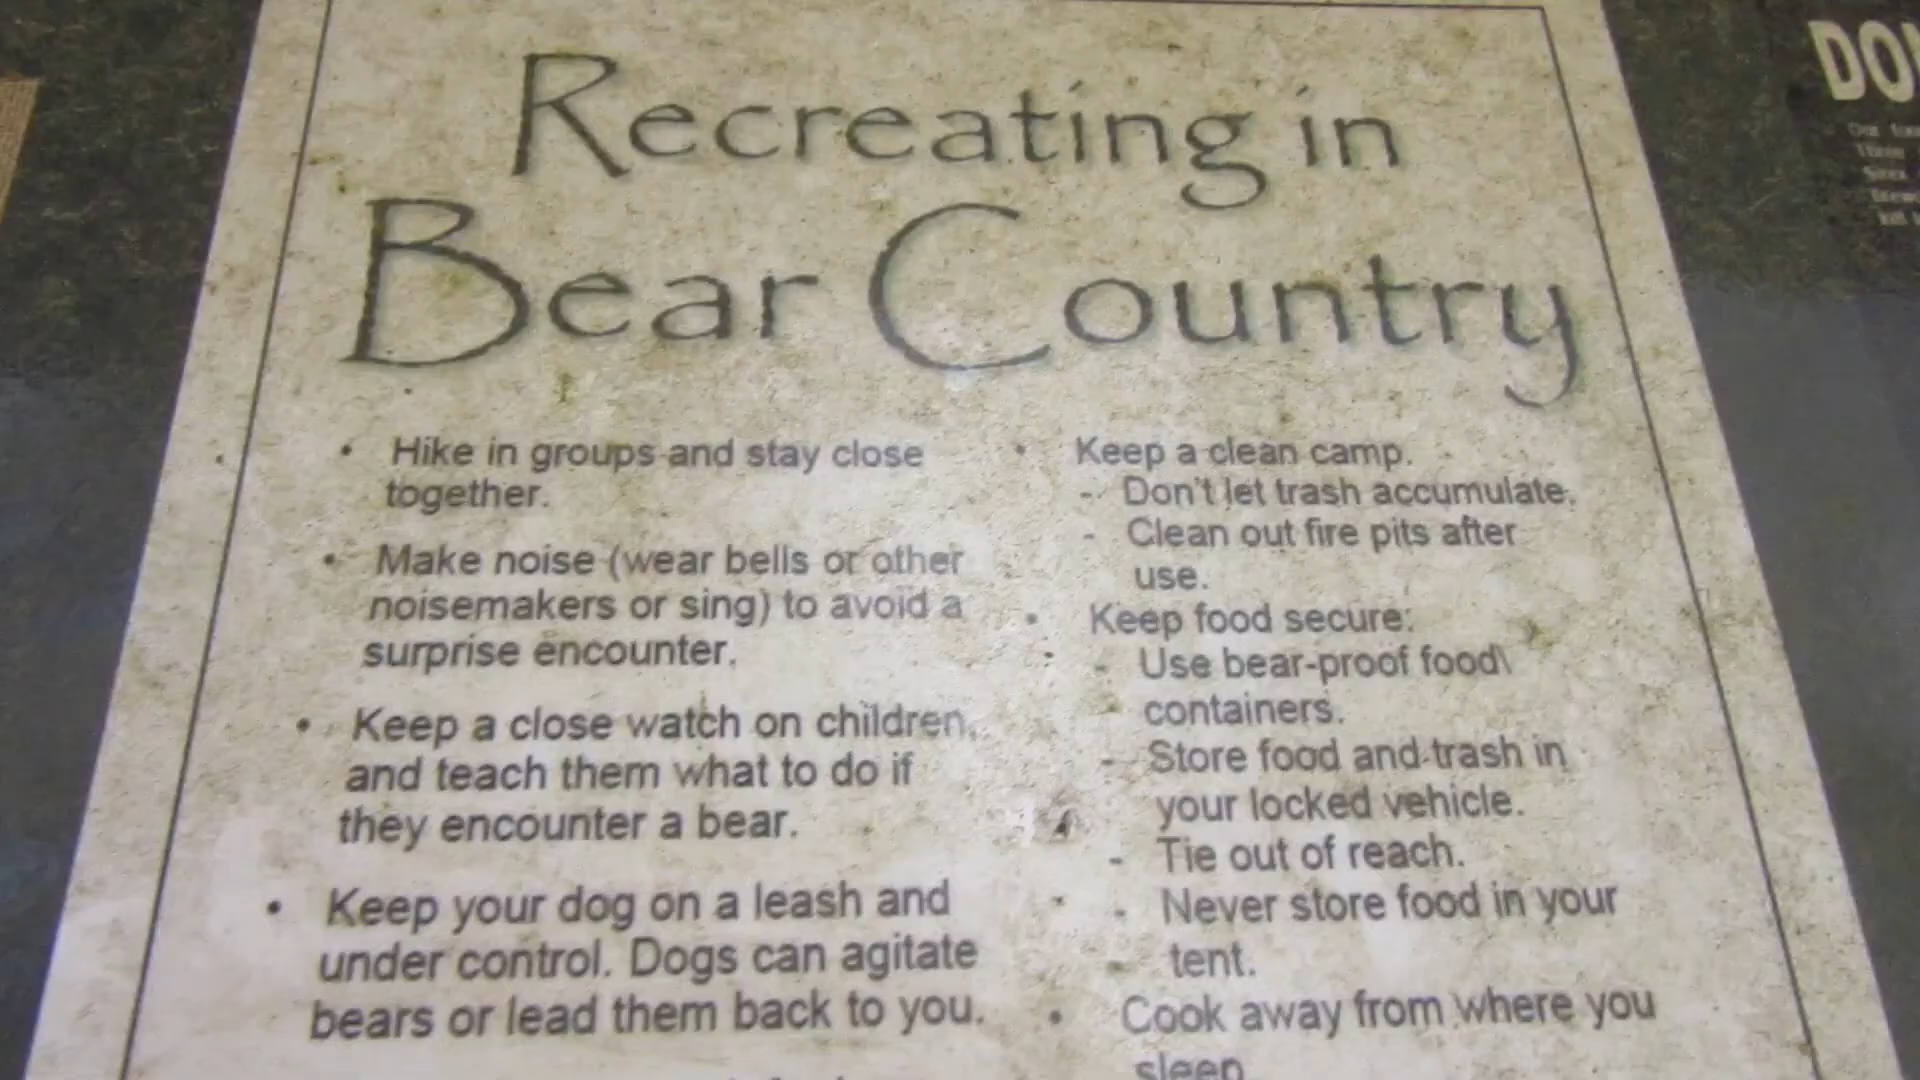 Recreating in
Bear Country
• Hike in groups and stay close
together.
• Make noise (wear bells or other
noisemakers or sing) to avoid a
surprise encounter.
• Keep a close watch on children,
and teach them what to do if
they encounter a bear.
• Keep your dog on a leash and
under control. Dogs can agitate
bears or lead them back to you.
• Keep a clean camp.
- Don't let trash accumulate.
- Clean out fire pits after
use.
• Keep food secure:
- Use bear-proof food\
containers.
- Store food and trash in
your locked vehicle.
- Tie out of reach.
- Never store food in your
tent.
• Cook away from where you
sleep